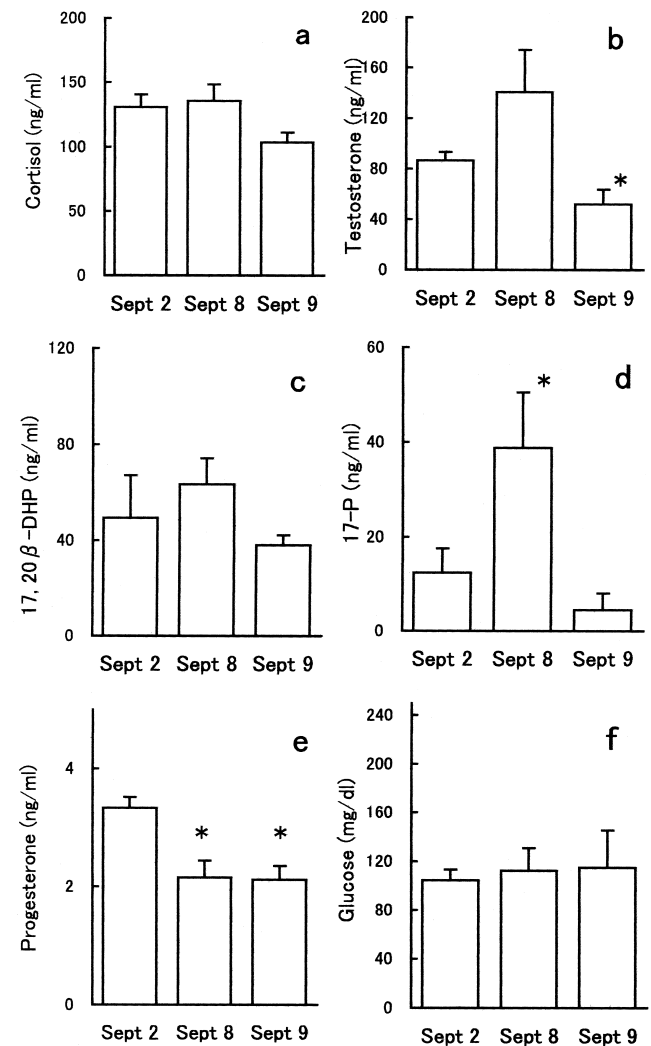 a
Cortisol (ng/ml)
200
150
100
50
0
Sept 2 Sept 8 Sept 9
b
Testosterone (ng/ml)
200
160
120
80
40
0
*
Sept 2 Sept 8 Sept 9
c
17, 20β-DHP (ng/ml)
120
80
40
0
Sept 2 Sept 8 Sept 9
d
17-P (ng/ml)
60
40
20
0
*
Sept 2 Sept 8 Sept 9
e
Progesterone (ng/ml)
4
2
0
* *
Sept 2 Sept 8 Sept 9
f
Glucose (mg/dl)
240
200
160
120
80
40
0
Sept 2 Sept 8 Sept 9